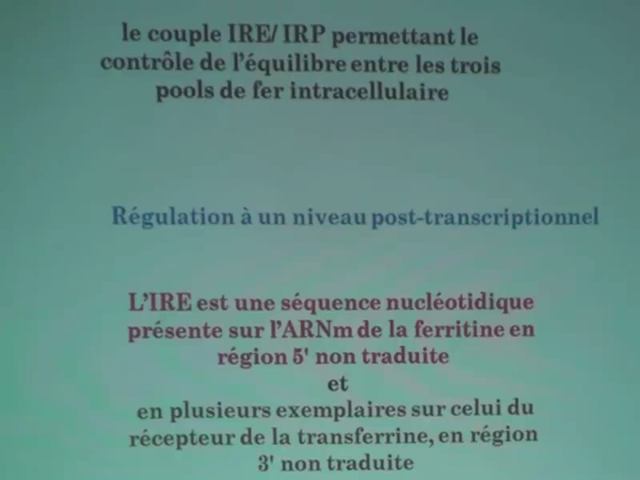 le couple IRE/ IRP permettant le
contrôle de l'équilibre entre les trois
pools de fer intracellulaire
Régulation à un niveau post-transcriptionnel
L'IRE est une séquence nucléotidique
présente sur l'ARNm de la ferritine en
région 5' non traduite
et
en plusieurs exemplaires sur celui du
récepteur de la transferrine, en région
3' non traduite